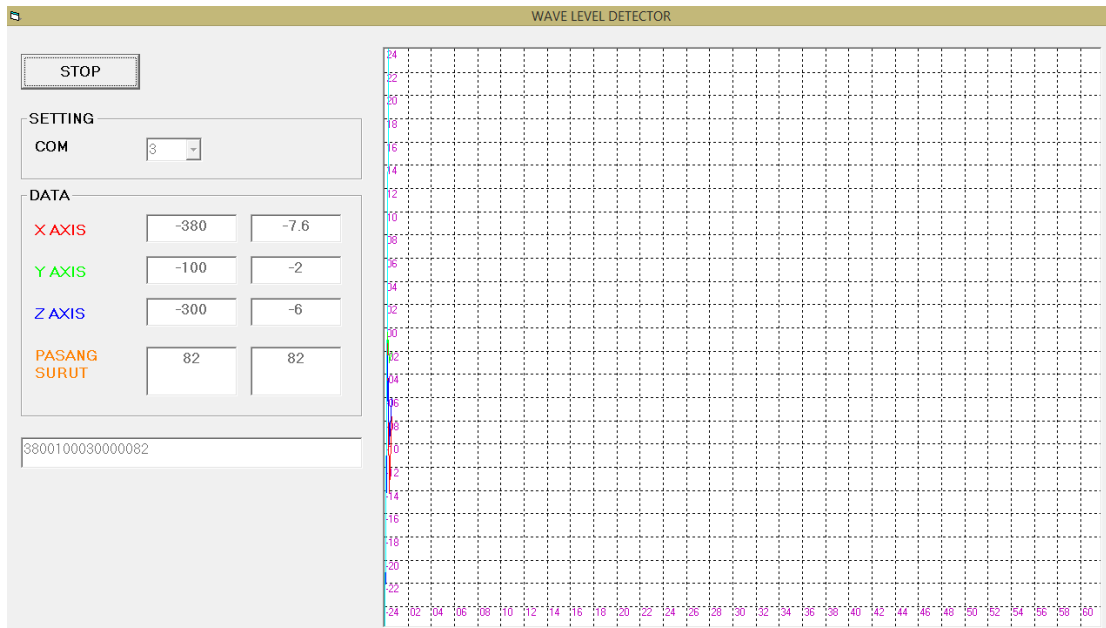 WAVE LEVEL DETECTOR
STOP
SETTING
COM 3
DATA
X AXIS -380 -7.6
Y AXIS -100 -2
Z AXIS -300 -6
PASANG SURUT 82 82
3800100030000082
24
22
20
18
16
14
12
10
08
06
04
02
00
-02
-04
-06
-08
-10
-12
-14
-16
-18
-20
-22
-24 02 04 06 08 10 12 14 16 18 20 22 24 26 28 30 32 34 36 38 40 42 44 46 48 50 52 54 56 58 60